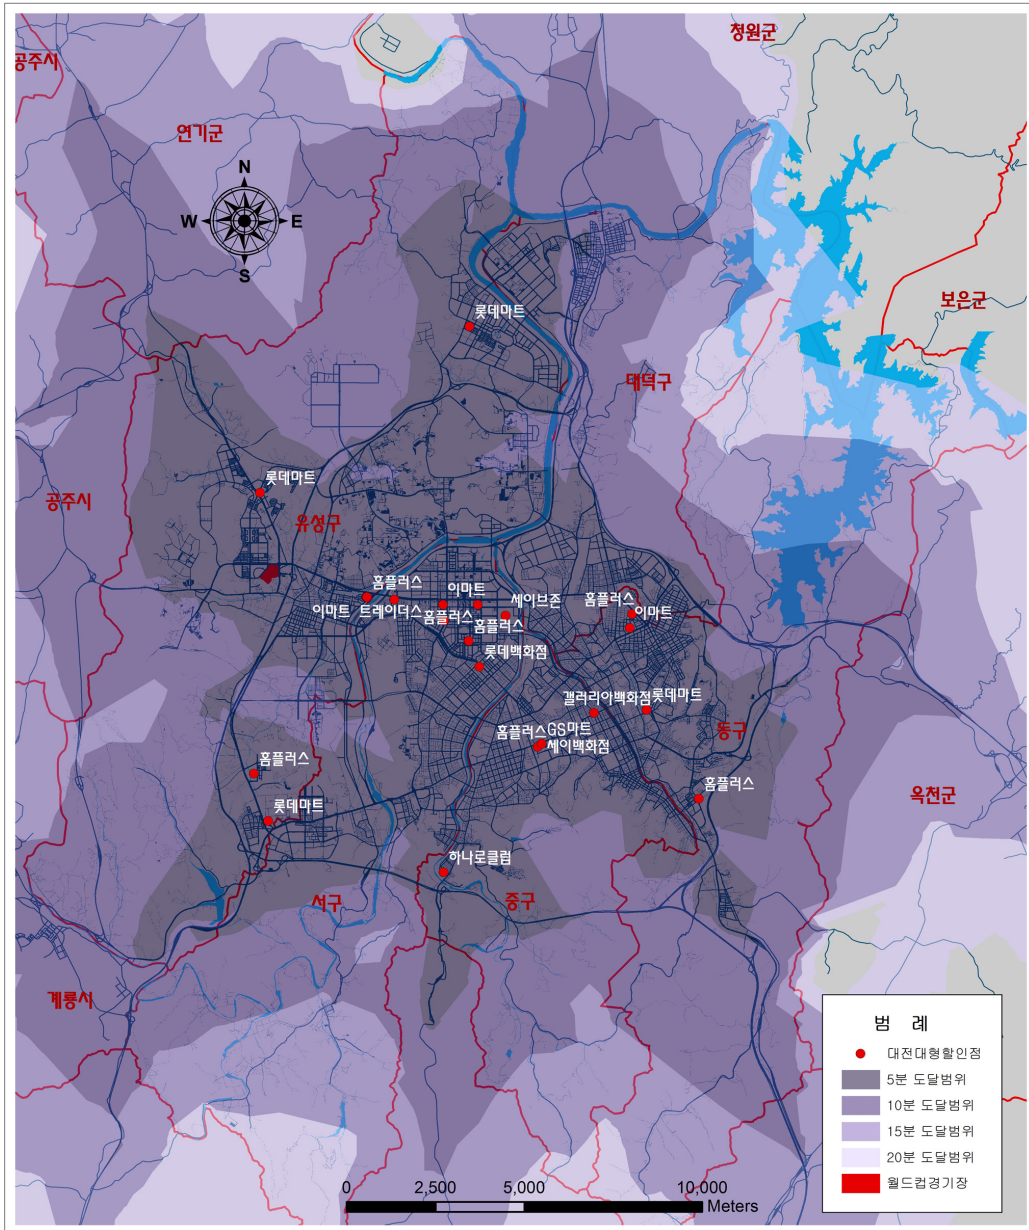 청원군
공주시
연기군
N
W
E
S
보은군
롯데마트
대덕구
롯데마트
공주시
유성구
홈플러스
이마트
이마트 트레이더스
홈플러스
세이브존
홈플러스
홈플러스
이마트
롯데백화점
갤러리아백화점
롯데마트
홈플러스
GS마트
세이백화점
동구
홈플러스
홈플러스
옥천군
롯데마트
하나로클럽
서구
중구
계룡시
범 례
대전대형할인점
5분 도달범위
10분 도달범위
15분 도달범위
20분 도달범위
월드컵경기장
0 2,500 5,000 10,000
Meters